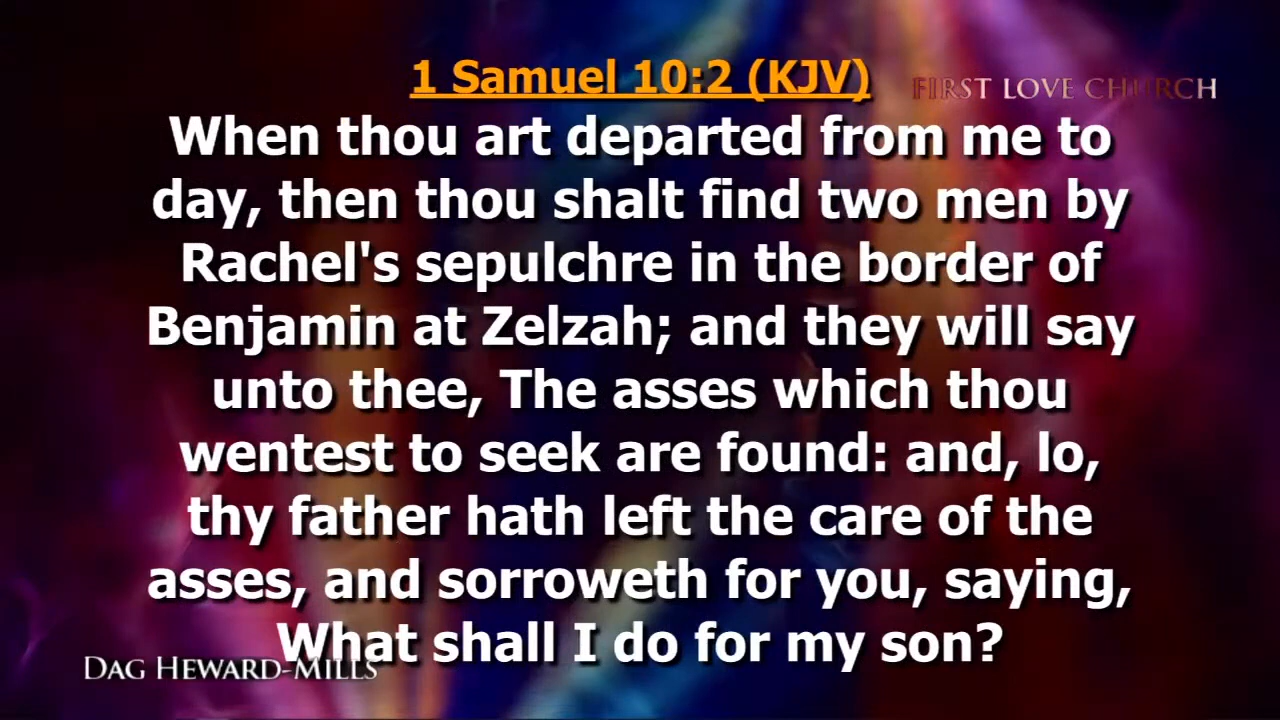 1 Samuel 10:2 (KJV)
FIRST LOVE CHURCH
When thou art departed from me to
day, then thou shalt find two men by
Rachel's sepulchre in the border of
Benjamin at Zelzah; and they will say
unto thee, The asses which thou
wentest to seek are found: and, lo,
thy father hath left the care of the
asses, and sorroweth for you, saying,
What shall I do for my son?
DAG HEWARD-MILLS